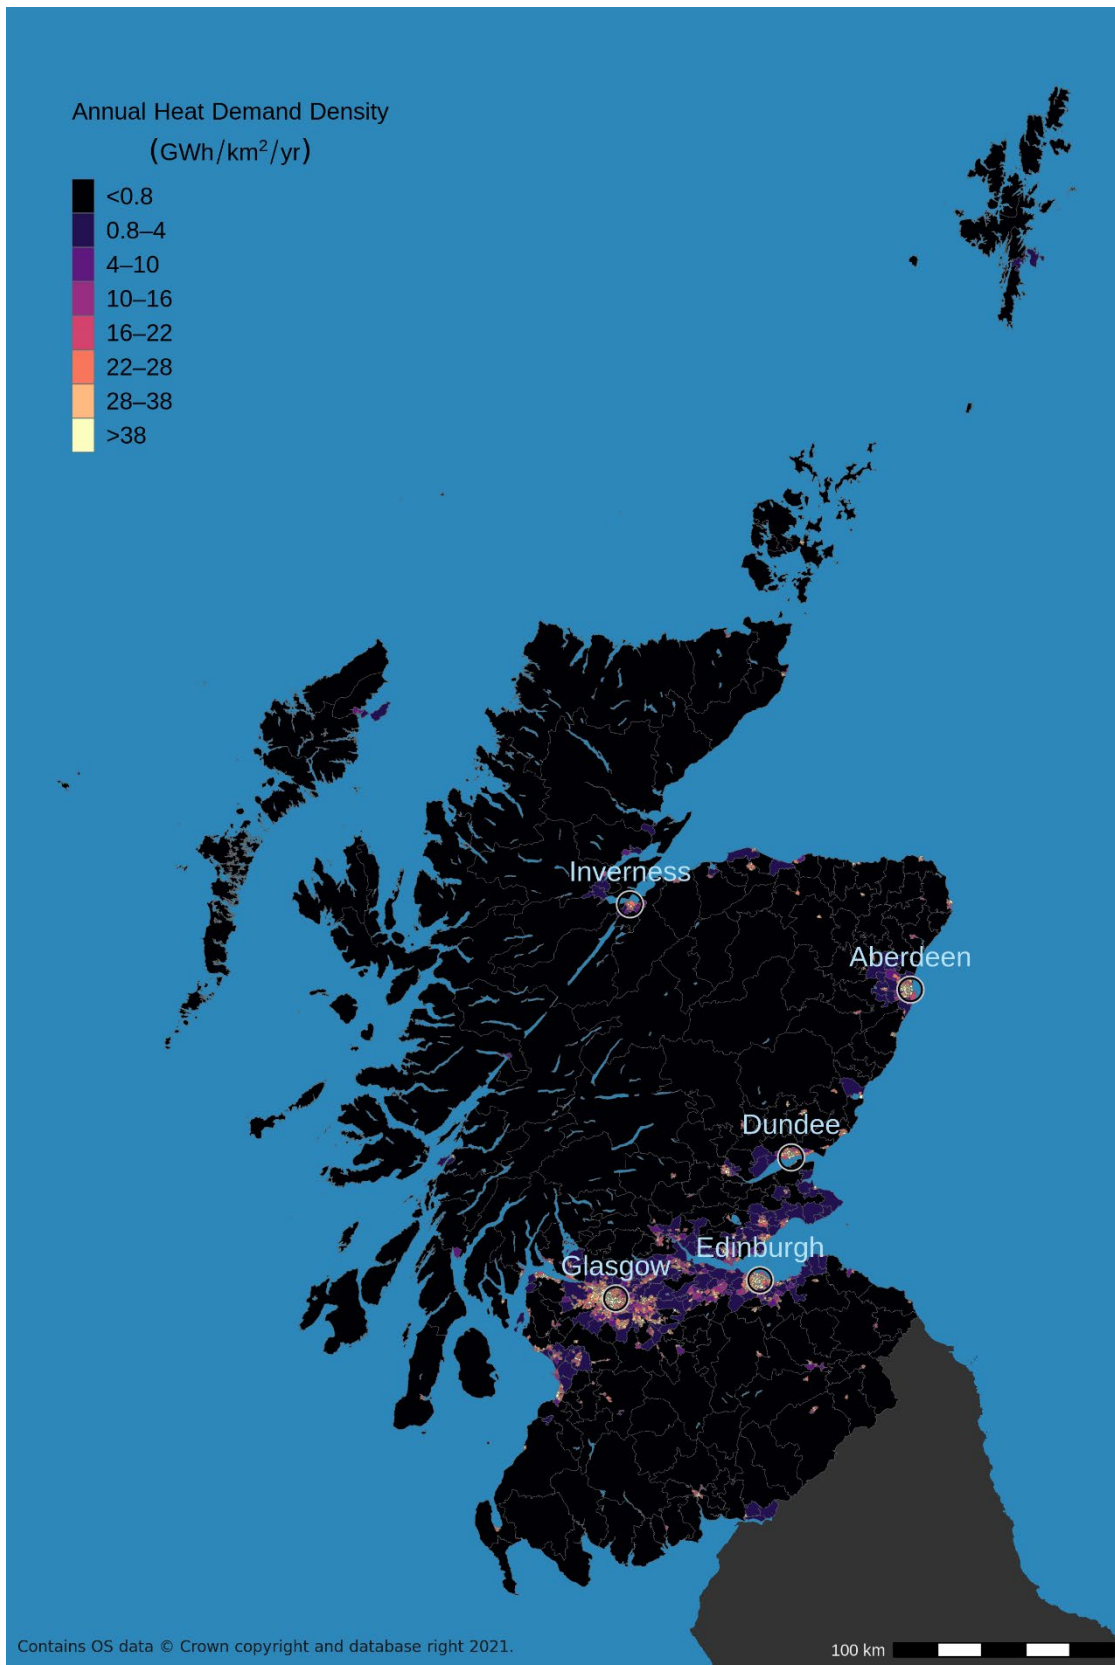 Annual Heat Demand Density
(GWh/km²/yr)
<0.8
0.8–4
4–10
10–16
16–22
22–28
28–38
>38
Inverness
Aberdeen
Dundee
Edinburgh
Glasgow
Contains OS data © Crown copyright and database right 2021.
100 km